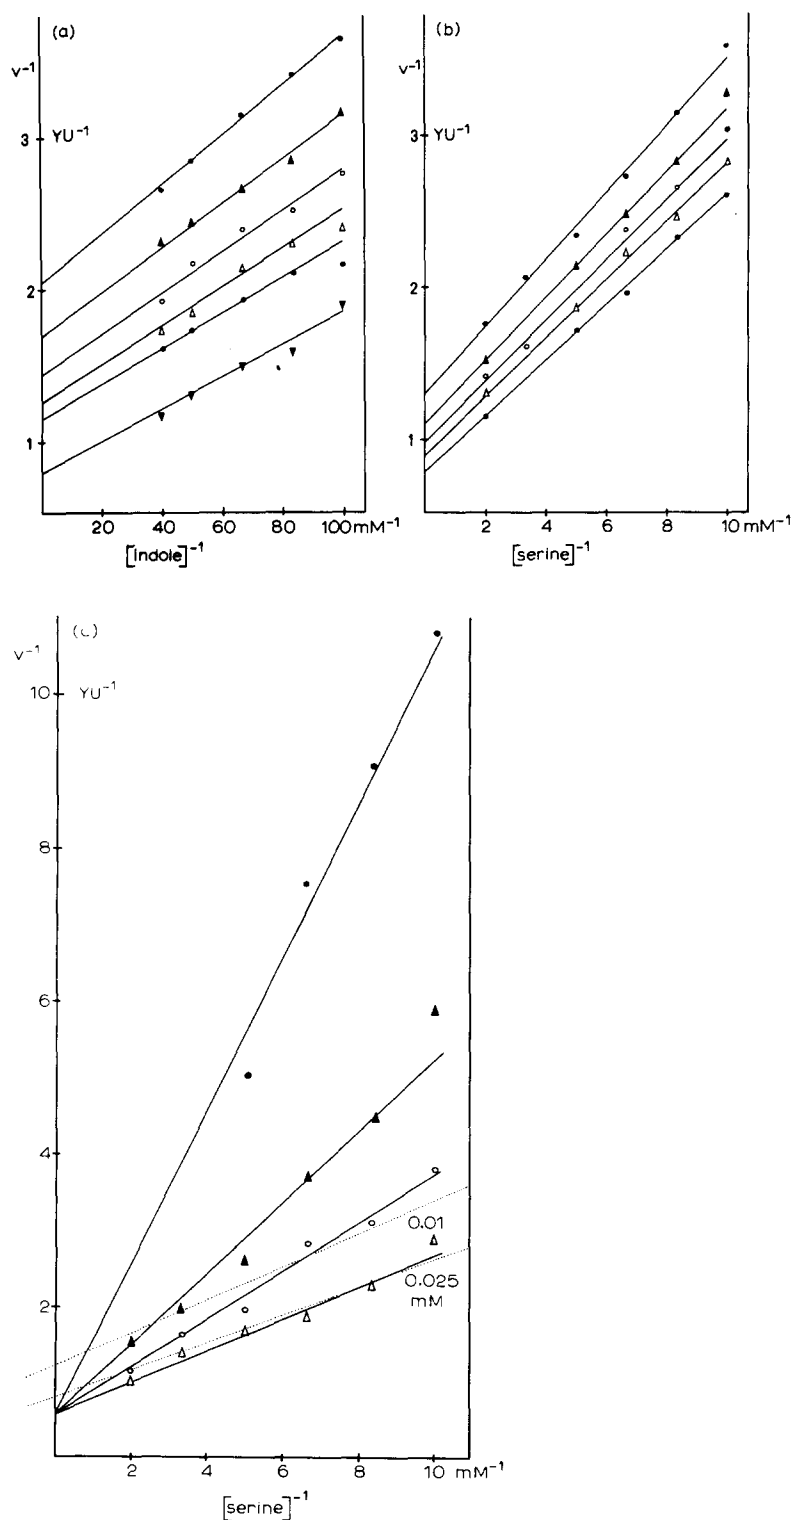 (a)
v⁻¹
3
YU⁻¹
2
1
20 40 60 80 100 mM⁻¹
[indole]⁻¹
(b)
v⁻¹
3
YU⁻¹
2
1
2 4 6 8 10 mM⁻¹
[serine]⁻¹
(c)
v⁻¹
10
YU⁻¹
8
6
4
2
0.01
0.025
mM
2 4 6 8 10 mM⁻¹
[serine]⁻¹